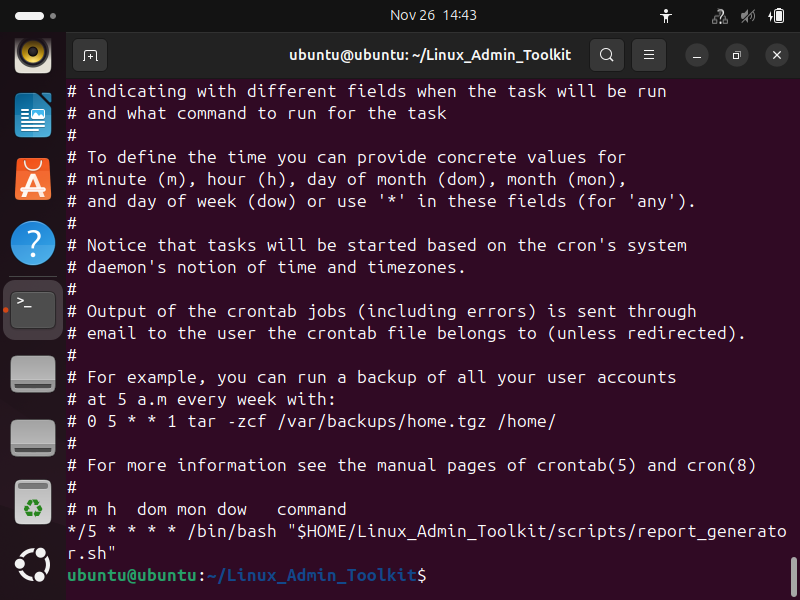 Nov 26 14:43
ubuntu@ubuntu: ~/Linux_Admin_Toolkit
# indicating with different fields when the task will be run
# and what command to run for the task
#
# To define the time you can provide concrete values for
# minute (m), hour (h), day of month (dom), month (mon),
# and day of week (dow) or use '*' in these fields (for 'any').
#
# Notice that tasks will be started based on the cron's system
# daemon's notion of time and timezones.
#
# Output of the crontab jobs (including errors) is sent through
# email to the user the crontab file belongs to (unless redirected).
#
# For example, you can run a backup of all your user accounts
# at 5 a.m every week with:
# 0 5 * * 1 tar -zcf /var/backups/home.tgz /home/
#
# For more information see the manual pages of crontab(5) and cron(8)
#
# m h  dom mon dow   command
*/5 * * * * /bin/bash "$HOME/Linux_Admin_Toolkit/scripts/report_generato
r.sh"
ubuntu@ubuntu:~/Linux_Admin_Toolkit$